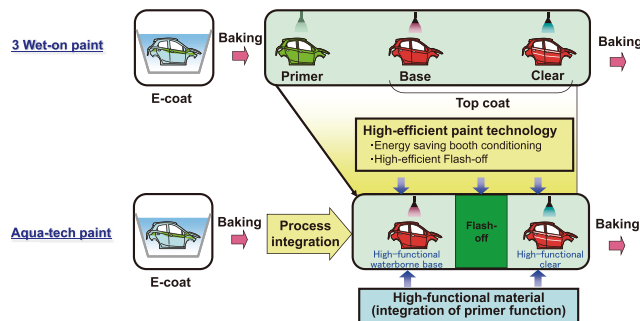 3 Wet-on paint
Baking
Baking
Primer
Base
Clear
E-coat
Top coat
High-efficient paint technology
・Energy saving booth conditioning
・High-efficient Flash-off
Aqua-tech paint
Baking
Process
integration
Flash-
off
Baking
High-functional
waterborne base
High-functional
clear
E-coat
High-functional material
(integration of primer function)